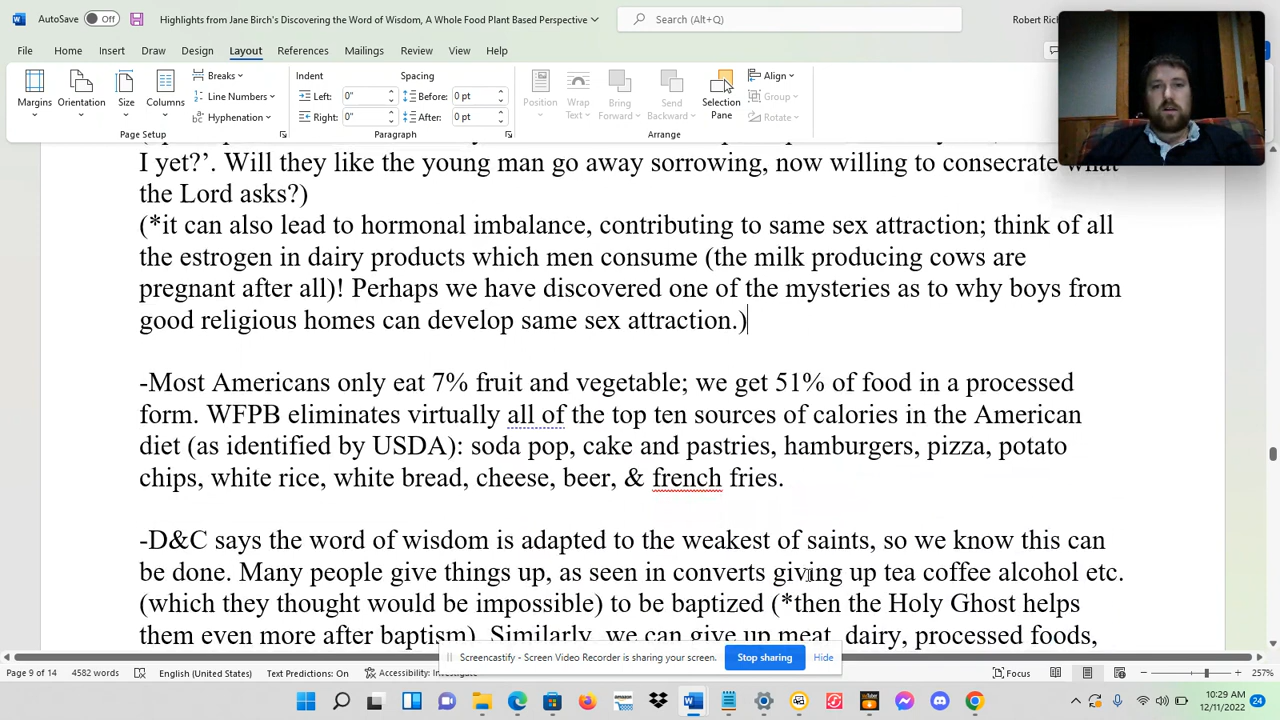 AutoSave Off Highlights from Jane Birch's Discovering the Word of Wisdom, A Whole Food Plant Based Perspective Search (Alt+Q) Robert Ric
File Home Insert Draw Design Layout References Mailings Review View Help
Margins Orientation Size Columns Breaks Line Numbers Hyphenation
Page Setup
Indent Spacing
Left: 0" Before: 0 pt
Right: 0" After: 0 pt
Paragraph
Position Wrap Text Bring Forward Send Backward Selection Pane Align Group Rotate
Arrange
I yet?'. Will they like the young man go away sorrowing, now willing to consecrate what
the Lord asks?)
(*it can also lead to hormonal imbalance, contributing to same sex attraction; think of all
the estrogen in dairy products which men consume (the milk producing cows are
pregnant after all)! Perhaps we have discovered one of the mysteries as to why boys from
good religious homes can develop same sex attraction.)
-Most Americans only eat 7% fruit and vegetable; we get 51% of food in a processed
form. WFPB eliminates virtually all of the top ten sources of calories in the American
diet (as identified by USDA): soda pop, cake and pastries, hamburgers, pizza, potato
chips, white rice, white bread, cheese, beer, & french fries.
-D&C says the word of wisdom is adapted to the weakest of saints, so we know this can
be done. Many people give things up, as seen in converts giving up tea coffee alcohol etc.
(which they thought would be impossible) to be baptized (*then the Holy Ghost helps
them even more after baptism). Similarly, we can give up meat, dairy, processed foods,
Screencastify - Screen Video Recorder is sharing your screen. Stop sharing Hide
Page 9 of 14 4582 words English (United States) Text Predictions: On Accessibility: Investigate Focus 257%
10:29 AM
12/11/2022
24